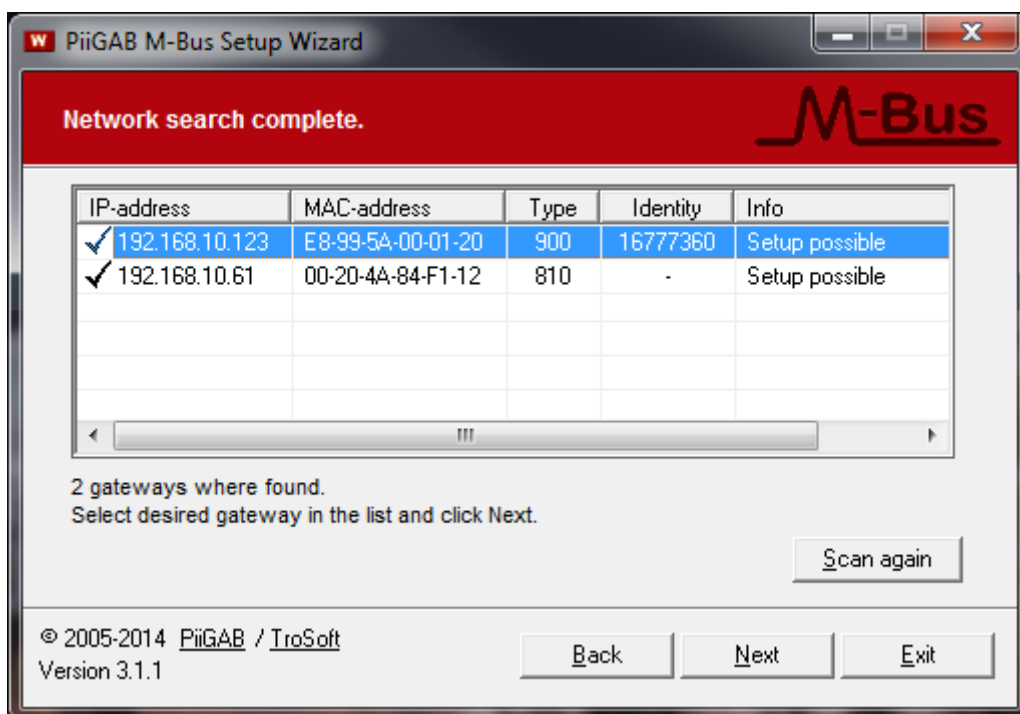 PiiGAB M-Bus Setup Wizard
Network search complete.
M-Bus
IP-address MAC-address Type Identity Info
192.168.10.123 E8-99-5A-00-01-20 900 16777360 Setup possible
192.168.10.61 00-20-4A-84-F1-12 810 - Setup possible
2 gateways where found.
Select desired gateway in the list and click Next.
Scan again
© 2005-2014 PiiGAB / TroSoft
Version 3.1.1
Back Next Exit